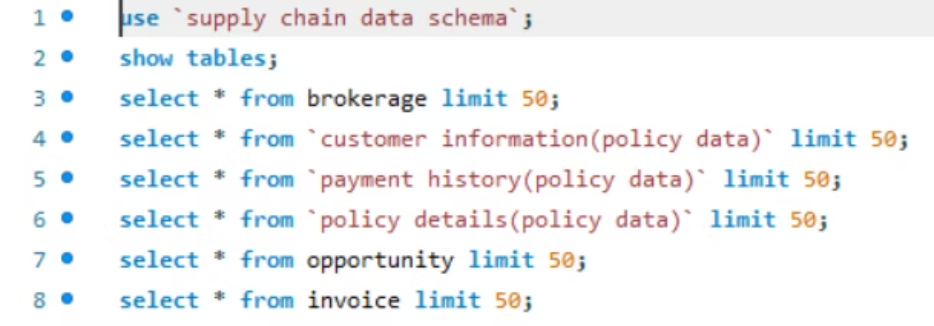 1 use `supply chain data schema`;
2 show tables;
3 select * from brokerage limit 50;
4 select * from `customer information(policy data)` limit 50;
5 select * from `payment history(policy data)` limit 50;
6 select * from `policy details(policy data)` limit 50;
7 select * from opportunity limit 50;
8 select * from invoice limit 50;